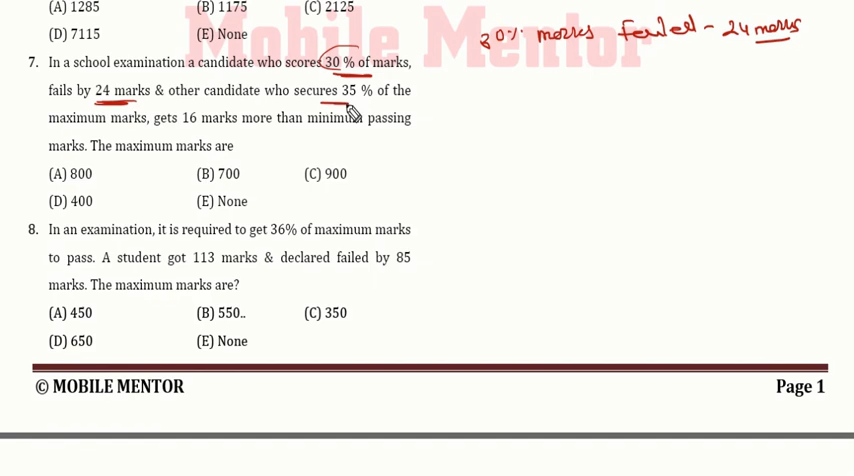 (A) 1285 (B) 1175 (C) 2125
(D) 7115 (E) None
30% marks Failed - 24 marks
Mobile Mentor
7. In a school examination a candidate who scores 30 % of marks,
fails by 24 marks & other candidate who secures 35 % of the
maximum marks, gets 16 marks more than minimum passing
marks. The maximum marks are
(A) 800 (B) 700 (C) 900
(D) 400 (E) None
8. In an examination, it is required to get 36% of maximum marks
to pass. A student got 113 marks & declared failed by 85
marks. The maximum marks are?
(A) 450 (B) 550.. (C) 350
(D) 650 (E) None
© MOBILE MENTOR Page 1